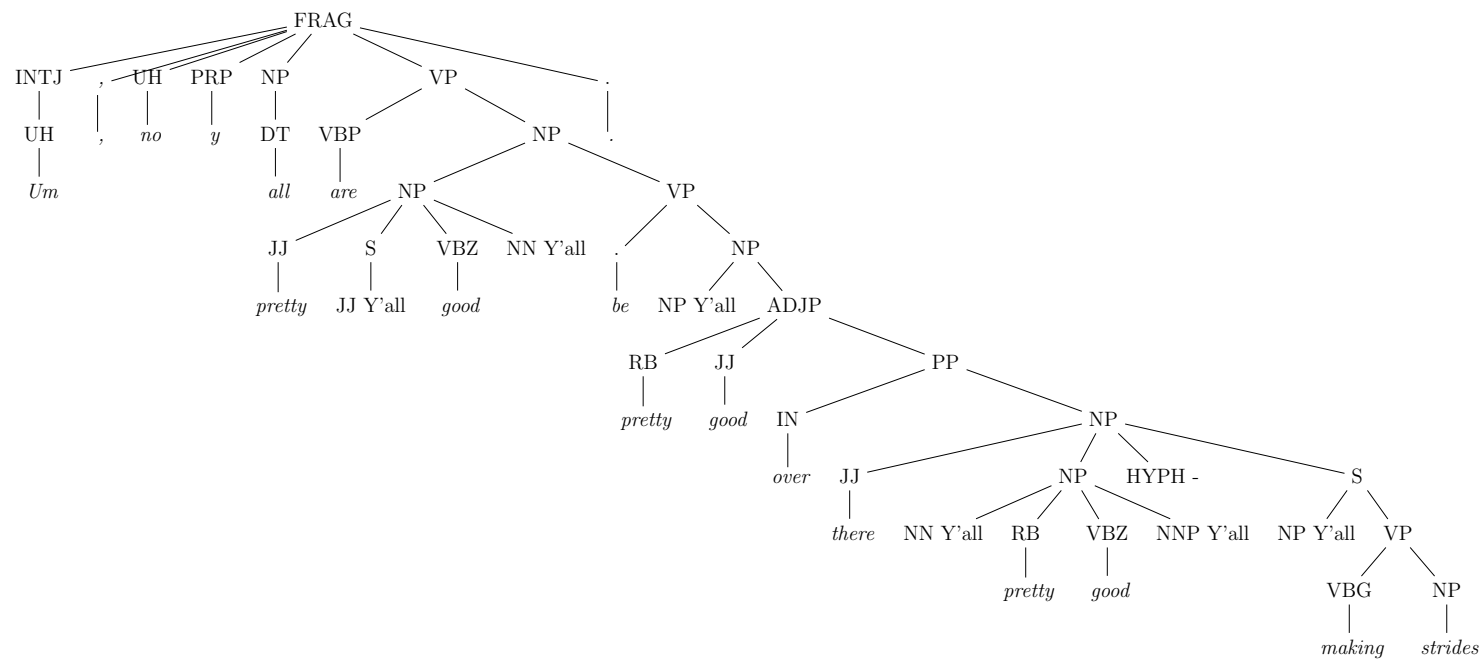 FRAG
INTJ , UH PRP NP VP .
UH , no y DT VBP NP .
Um all are NP VP
JJ S VBZ NN Y'all . NP
pretty JJ Y'all good be NP Y'all ADJP
RB JJ PP
pretty good IN NP
over JJ NP HYPH - S
there NN Y'all RB VBZ NNP Y'all NP Y'all VP
pretty good VBG NP
making strides